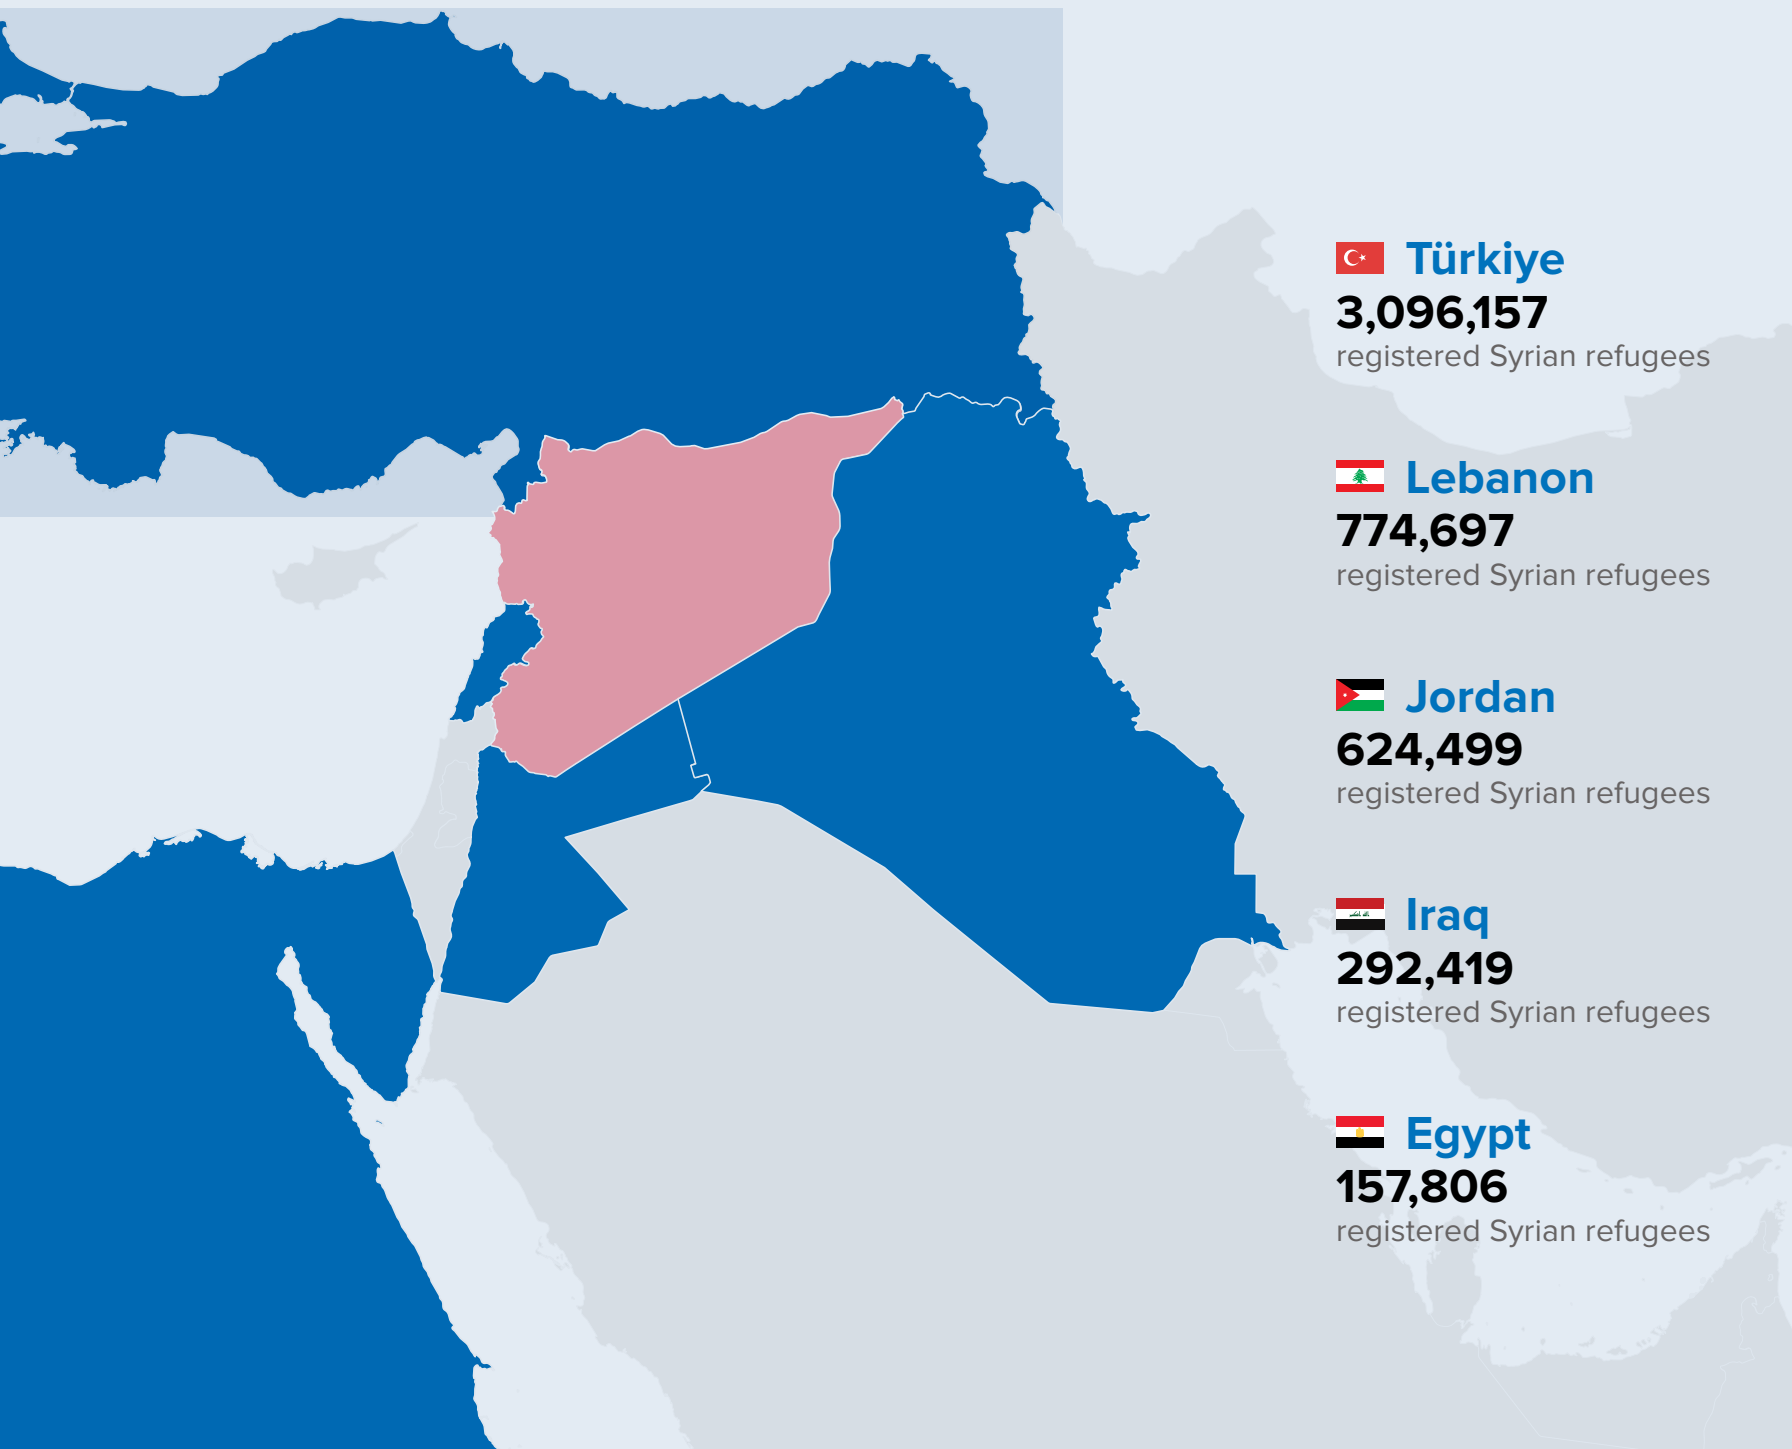 Türkiye
3,096,157
registered Syrian refugees
Lebanon
774,697
registered Syrian refugees
Jordan
624,499
registered Syrian refugees
Iraq
292,419
registered Syrian refugees
Egypt
157,806
registered Syrian refugees